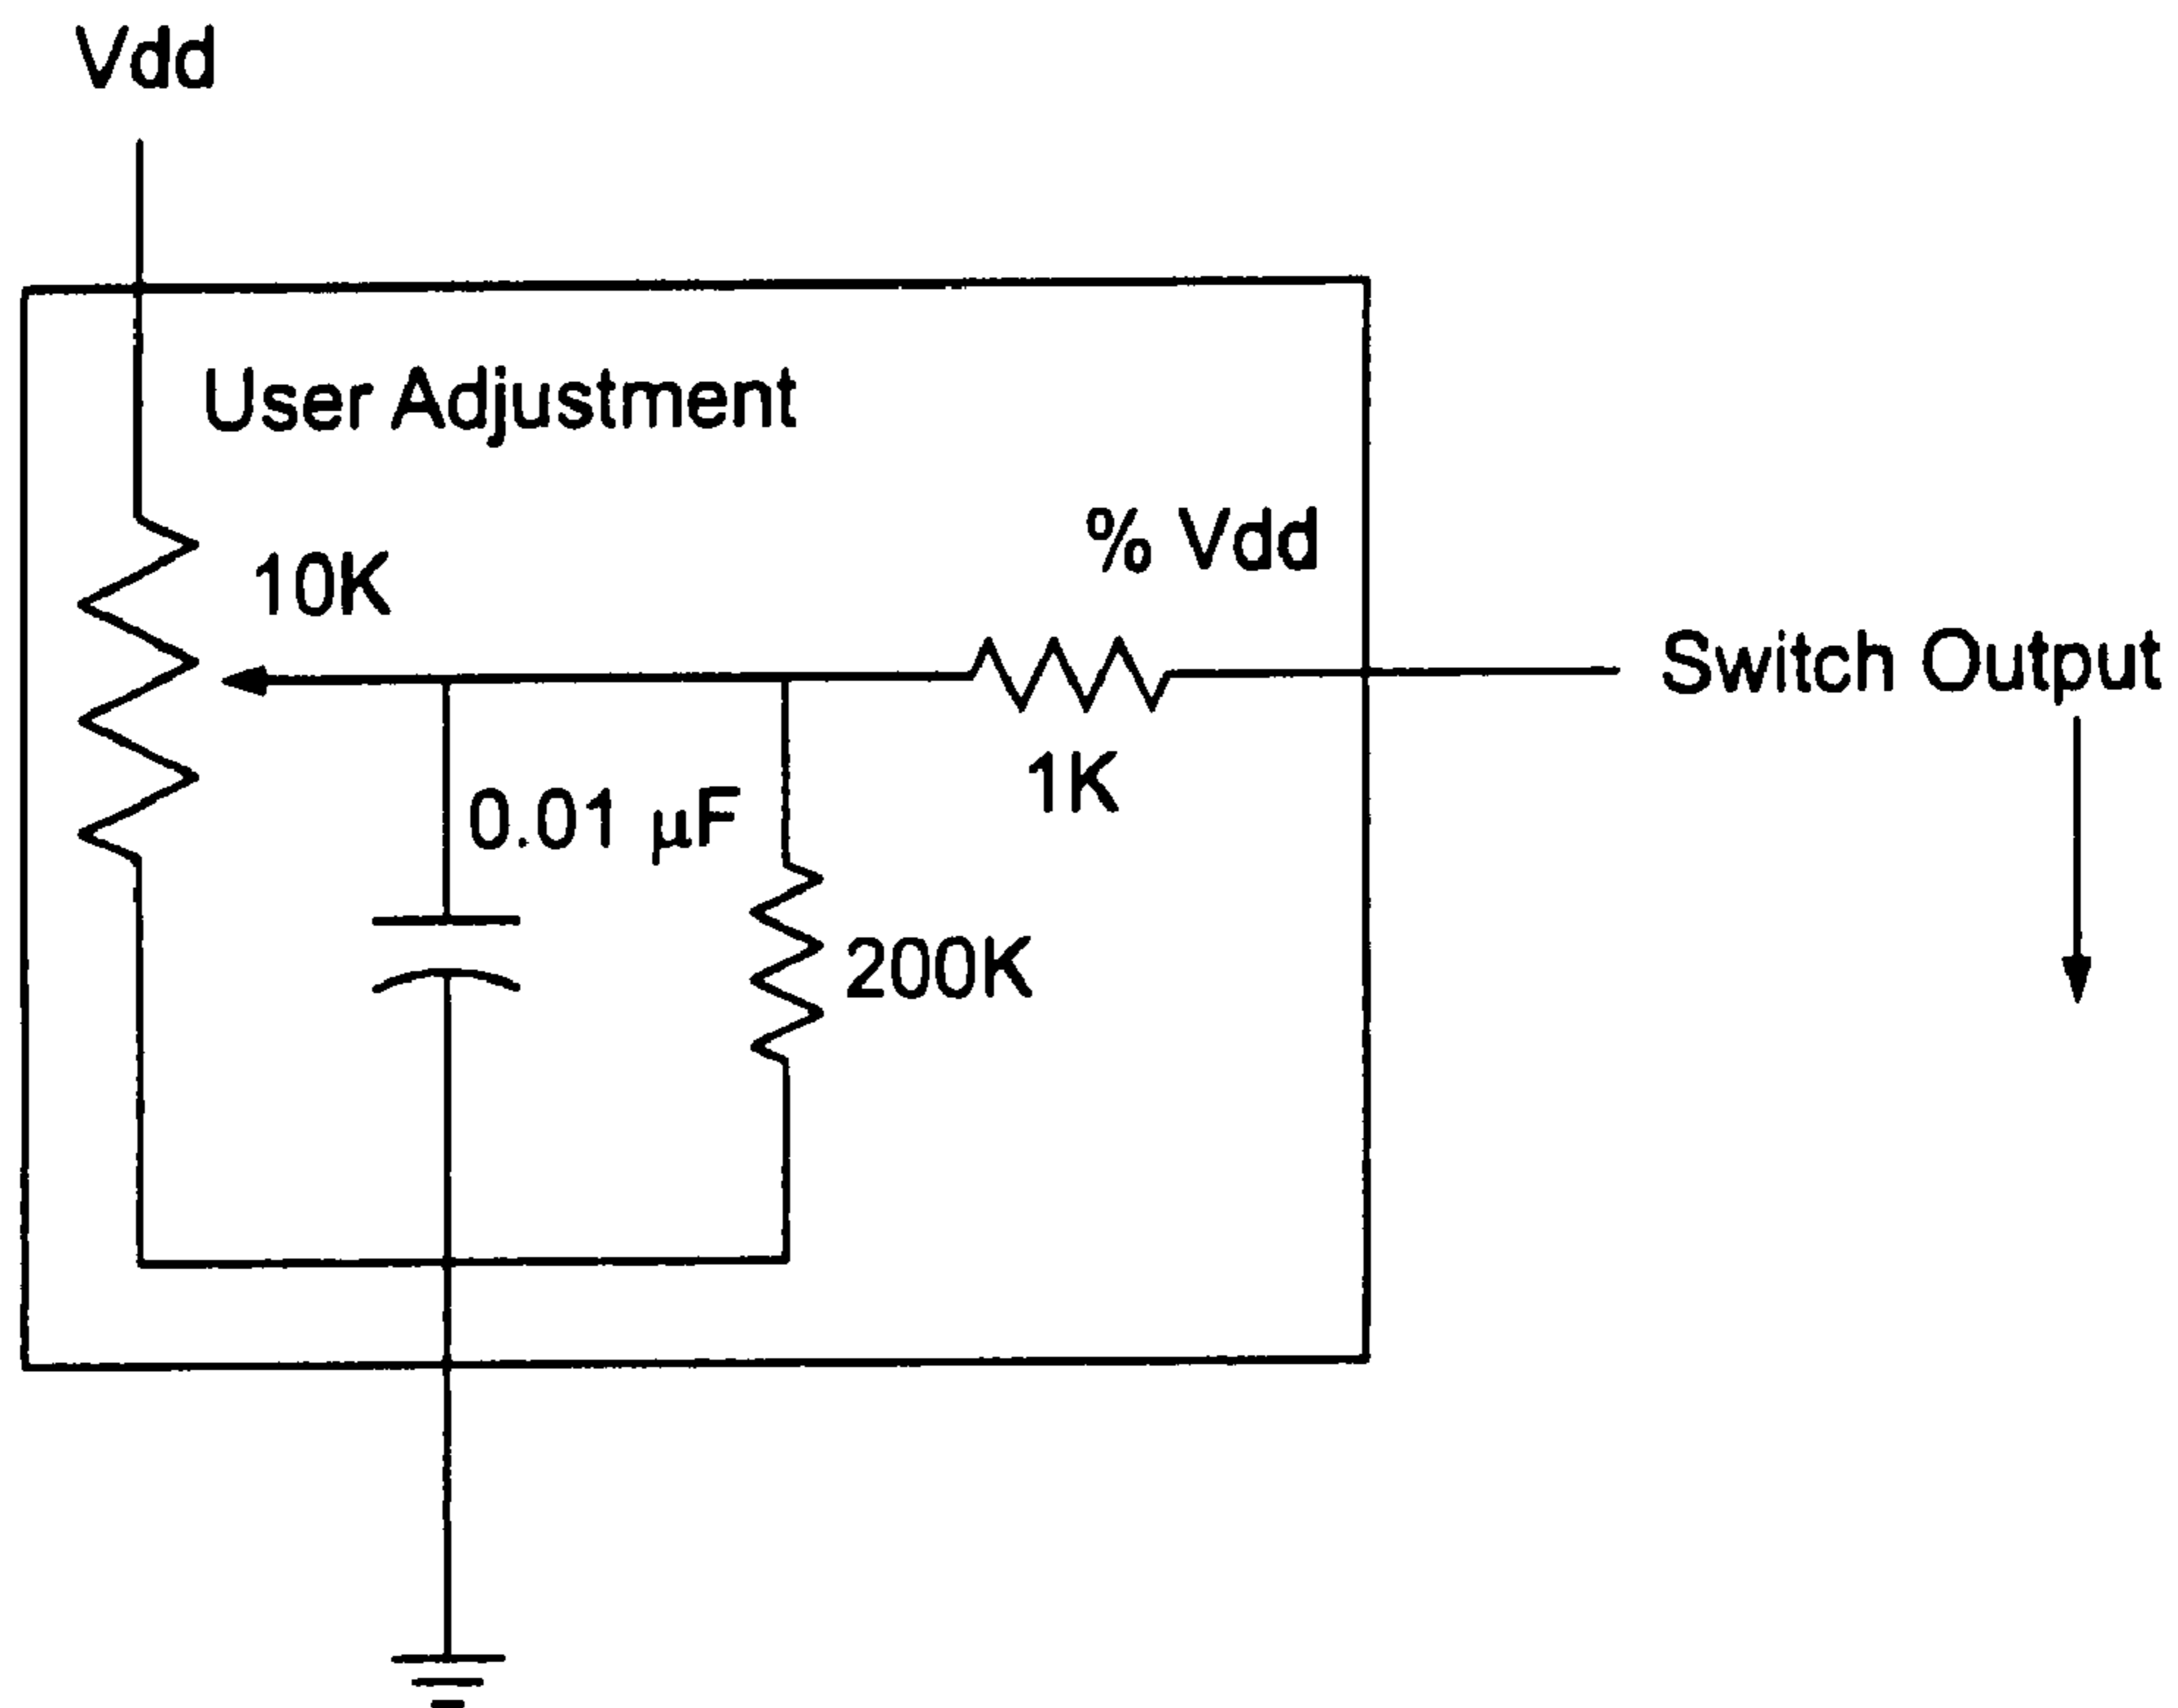 Vdd
User Adjustment
% Vdd
10K
Switch Output
1K
0.01 µF
200K